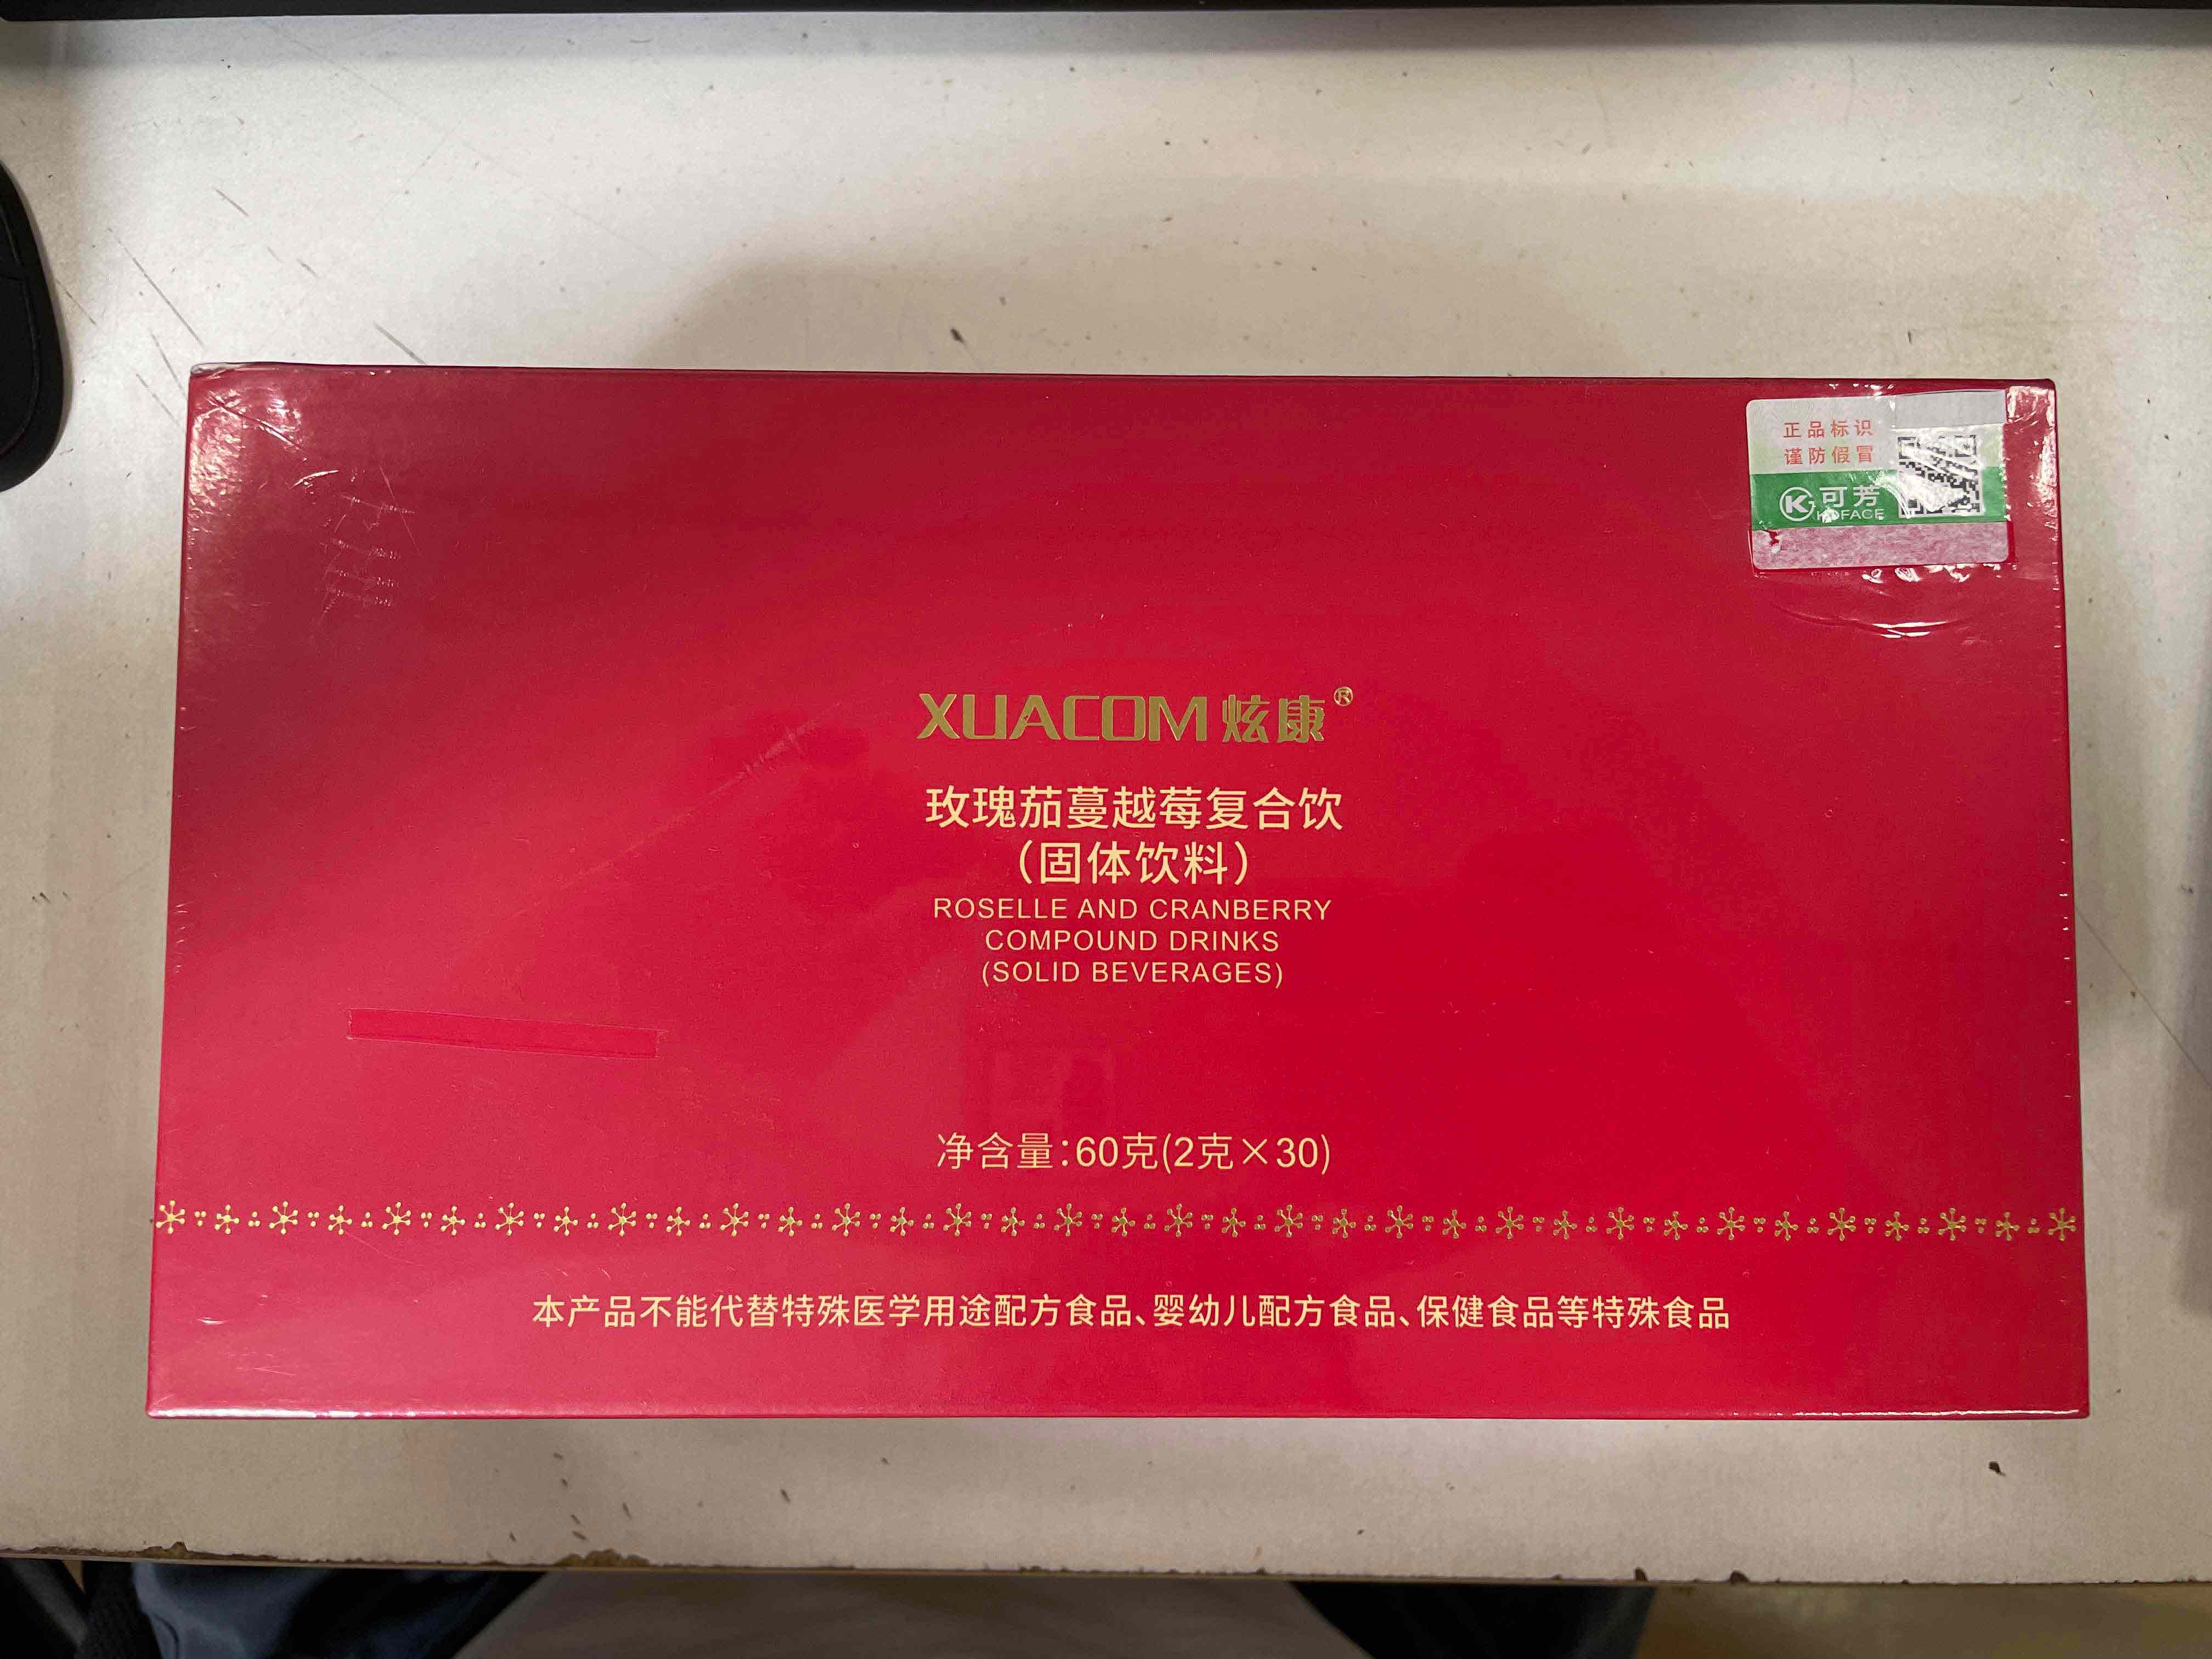 正品标识
谨防假冒
K 可芳
KOFACE
XUACOM 炫康®
玫瑰茄蔓越莓复合饮
（固体饮料）
ROSELLE AND CRANBERRY
COMPOUND DRINKS
(SOLID BEVERAGES)
净含量:60克(2克×30)
本产品不能代替特殊医学用途配方食品、婴幼儿配方食品、保健食品等特殊食品